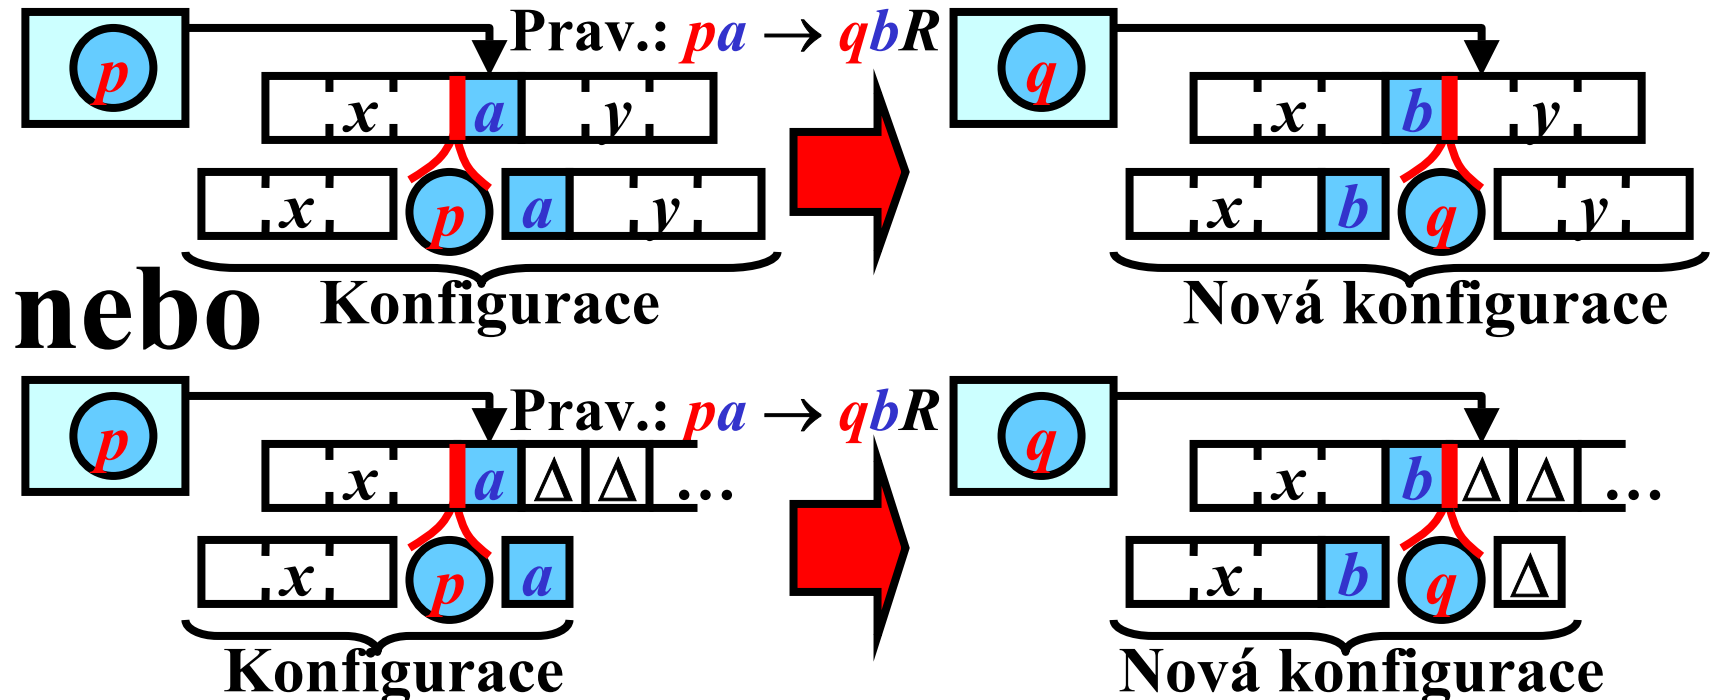 p Prav.: pa → qbR q
x a y x b y
x p a y x b q y
Konfigurace Nová konfigurace
nebo
p Prav.: pa → qbR q
x a Δ Δ ... x b Δ Δ ...
x p a x b q Δ
Konfigurace Nová konfigurace